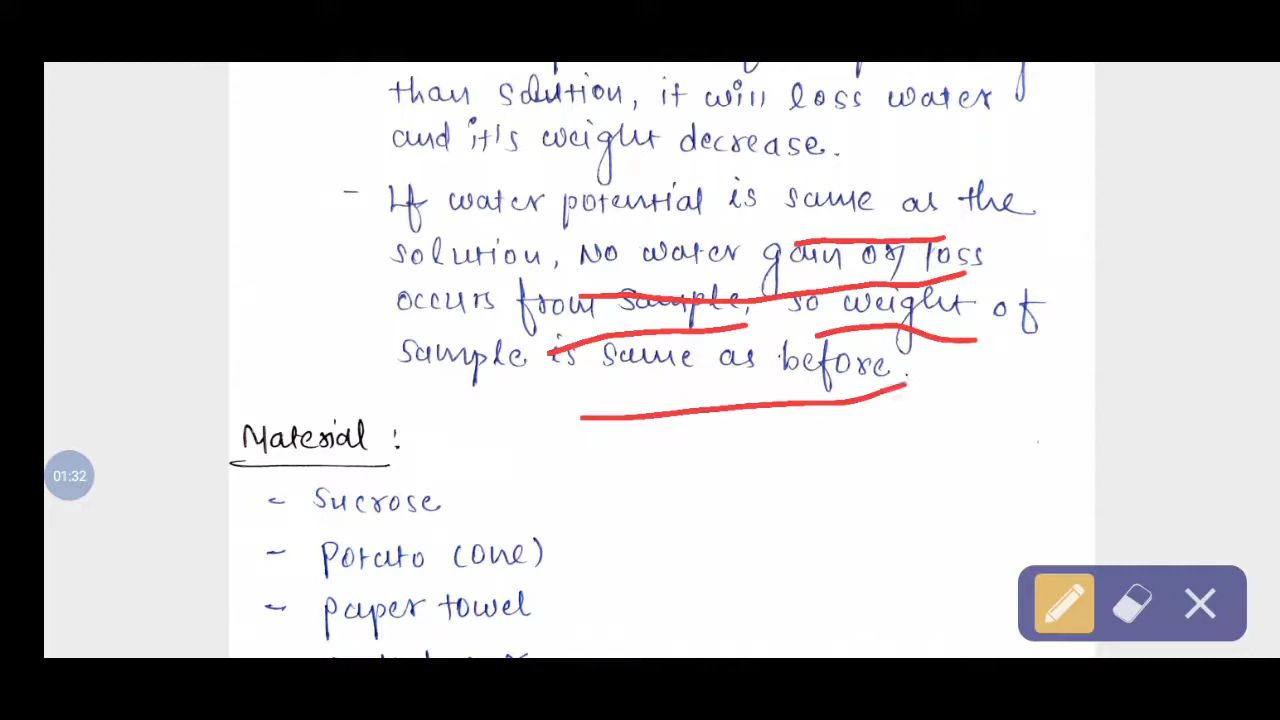 than solution, it will loss water
and it's weight decrease.
- If water potential is same as the
solution, No water gain or loss
occurs from sample, so weight of
sample is same as before.
Material :
- Sucrose
- Potato (one)
- paper towel
01:32